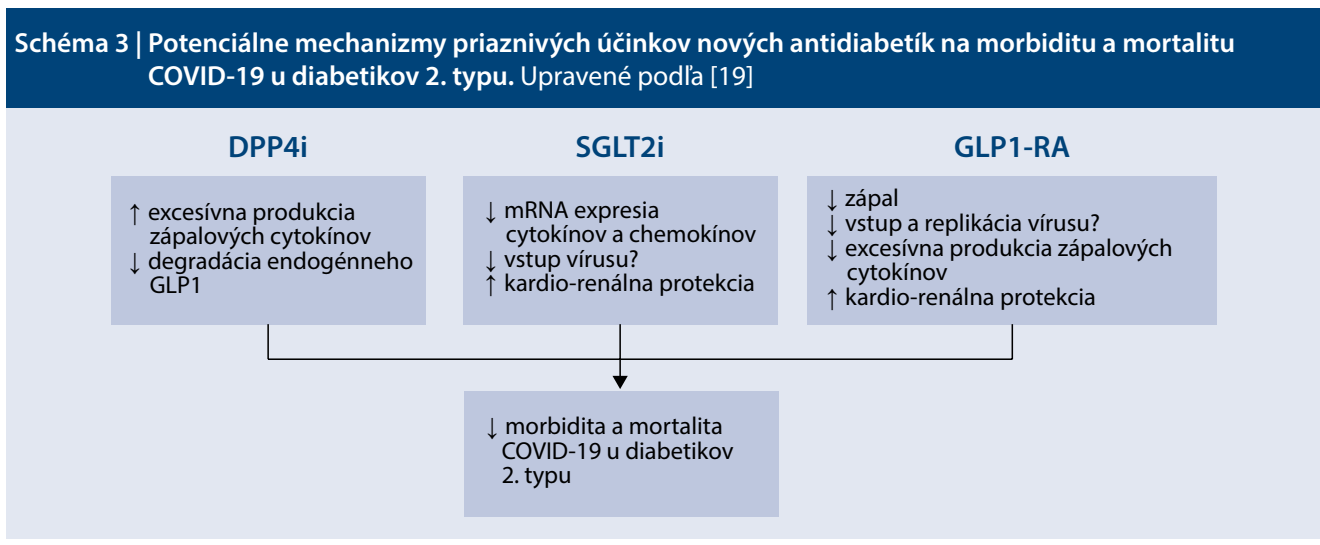 Schéma 3 | Potenciálne mechanizmy priaznivých účinkov nových antidiabetík na morbiditu a mortalitu
COVID-19 u diabetikov 2. typu. Upravené podľa [19]
DPP4i
↑ excesívna produkcia
zápalových cytokínov
↓ degradácia endogénneho
GLP1
SGLT2i
↓ mRNA expresia
cytokínov a chemokínov
↓ vstup vírusu?
↑ kardio-renálna protekcia
GLP1-RA
↓ zápal
↓ vstup a replikácia vírusu?
↓ excesívna produkcia zápalových
cytokínov
↑ kardio-renálna protekcia
↓ morbidita a mortalita
COVID-19 u diabetikov
2. typu